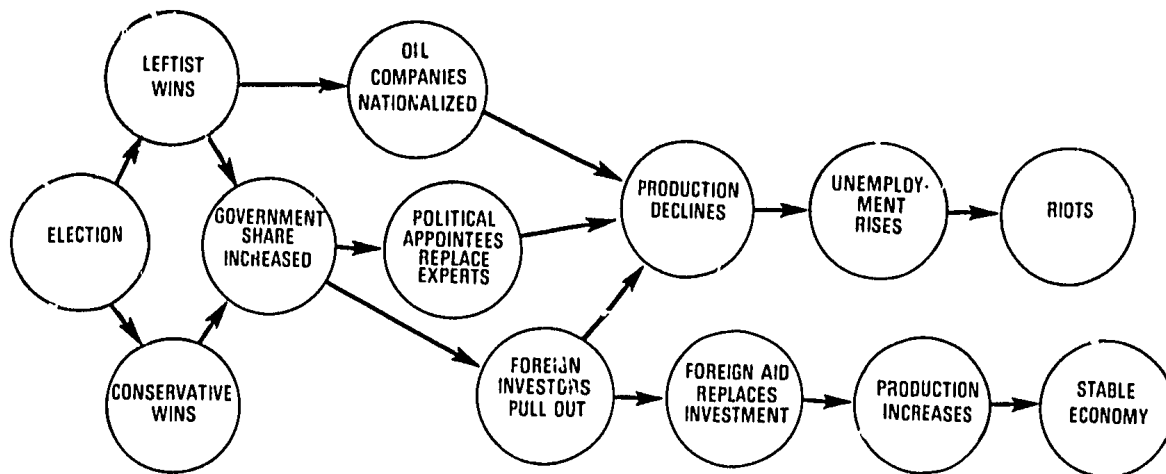 LEFTIST
WINS
OIL
COMPANIES
NATIONALIZED
ELECTION
GOVERNMENT
SHARE
INCREASED
POLITICAL
APPOINTEES
REPLACE
EXPERTS
PRODUCTION
DECLINES
UNEMPLOY-
MENT
RISES
RIOTS
CONSERVATIVE
WINS
FOREIGN
INVESTORS
PULL OUT
FOREIGN AID
REPLACES
INVESTMENT
PRODUCTION
INCREASES
STABLE
ECONOMY